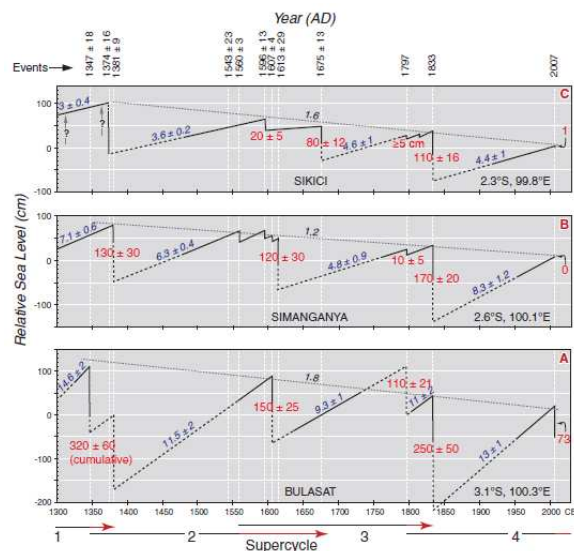 Year (AD)
Events
1347 ± 18
1374 ± 16
1381 ± 9
1543 ± 23
1560 ± 3
1596 ± 13
1607 ± 4
1613 ± 29
1675 ± 13
1797
1833
2007
Relative Sea Level (cm)
C
100
0
-100
3 ± 0.4
?
?
3.6 ± 0.2
1.6
20 ± 5
80 ± 12
4.6 ± 1
≥5 cm
110 ± 16
4.4 ± 1
1
SIKICI
2.3°S, 99.8°E
B
100
0
-100
7.1 ± 0.6
130 ± 30
6.3 ± 0.4
1.2
120 ± 30
4.8 ± 0.9
10 ± 5
170 ± 20
8.3 ± 1.2
0
SIMANGANYA
2.6°S, 100.1°E
A
100
0
-100
-200
14.6 ± 2
320 ± 60
(cumulative)
11.5 ± 2
1.8
150 ± 25
9.3 ± 1
110 ± 21
11 ± 2
250 ± 50
13 ± 1
73
BULASAT
3.1°S, 100.3°E
1300 1350 1400 1450 1500 1550 1600 1650 1700 1750 1800 1850 1900 1950 2000 CE
1 2 3 4
Supercycle